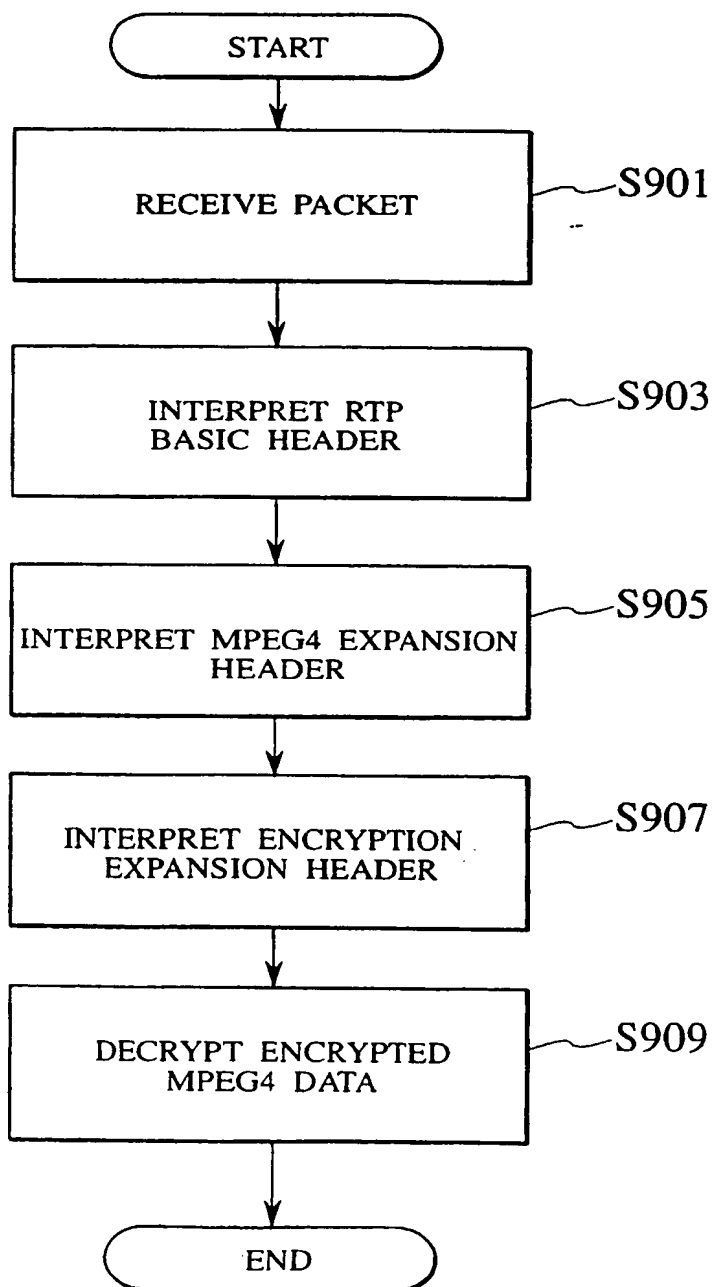 START
RECEIVE PACKET
S901
INTERPRET RTP
BASIC HEADER
S903
INTERPRET MPEG4 EXPANSION
HEADER
S905
INTERPRET ENCRYPTION
EXPANSION HEADER
S907
DECRYPT ENCRYPTED
MPEG4 DATA
S909
END